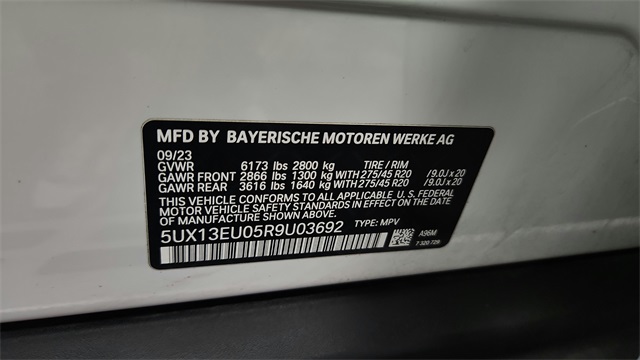 MFD BY BAYERISCHE MOTOREN WERKE AG
09/23
GVWR 6173 lbs 2800 kg TIRE / RIM
GAWR FRONT 2866 lbs 1300 kg WITH 275/45 R20 /9.0J x 20
GAWR REAR 3616 lbs 1640 kg WITH 275/45 R20 /9.0J x 20
THIS VEHICLE CONFORMS TO ALL APPLICABLE U.S. FEDERAL
MOTOR VEHICLE SAFETY STANDARDS IN EFFECT ON THE DATE
OF MANUFACTURE SHOWN ABOVE.
5UX13EU05R9U03692 TYPE: MPV
A96M
7 320 729